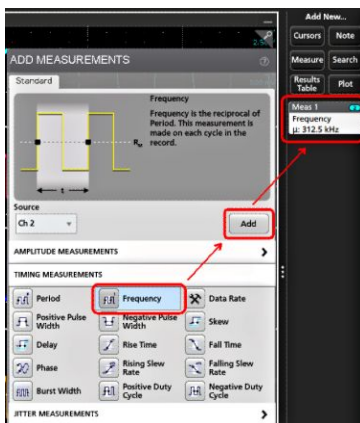 Add
New...
Cursors
Note
Measure
Search
Results
Table
Plot
ADD MEASUREMENTS
Standard
Frequency
Frequency is the reciprocal of
Period. This measurement is
made on each cycle in the
record.
t
Source
Ch 2
Add
Meas 1
Frequency
µ: 312.5 kHz
AMPLITUDE MEASUREMENTS
TIMING MEASUREMENTS
Period
Frequency
Data Rate
Positive Pulse
Width
Negative Pulse
Width
Skew
Delay
Rise Time
Fall Time
Phase
Rising Slew
Rate
Falling Slew
Rate
Burst Width
Positive Duty
Cycle
Negative Duty
Cycle
JITTER MEASUREMENTS